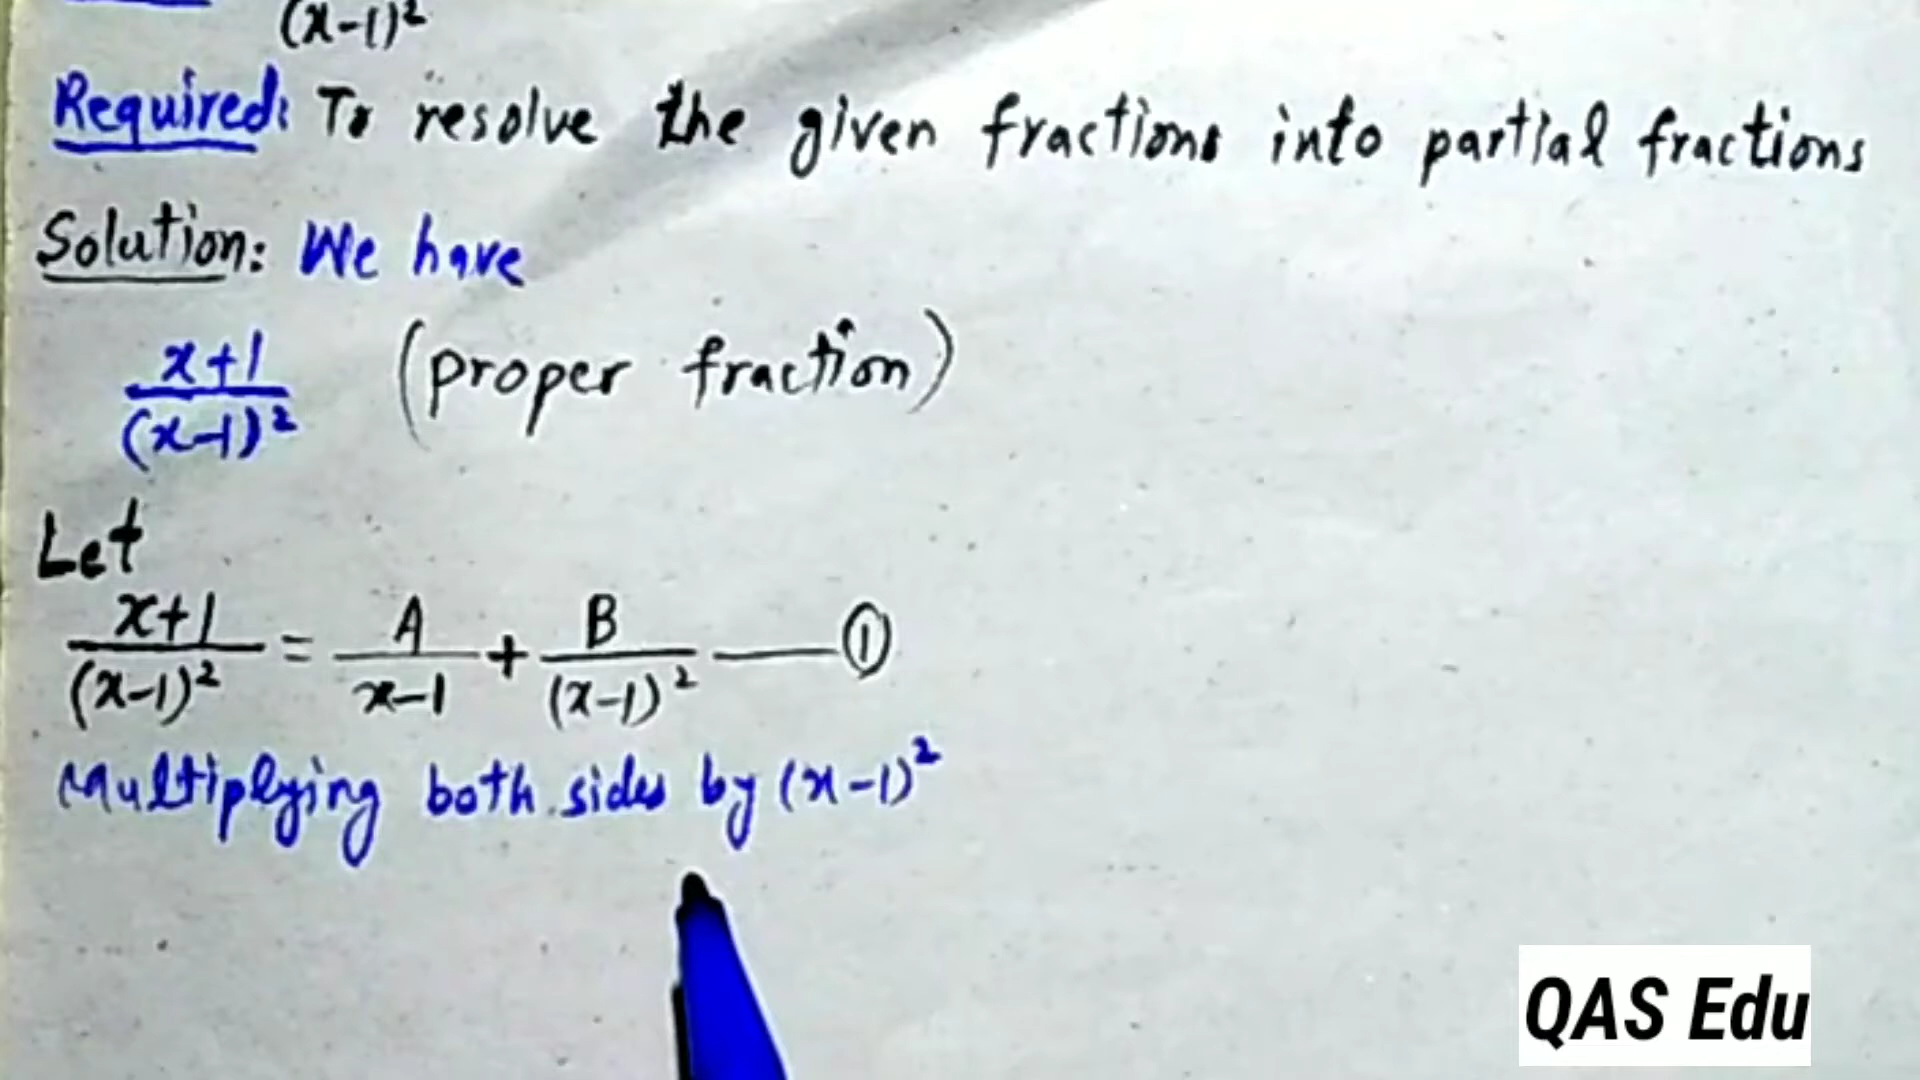 (x-1)²
Required: To resolve the given fractions into partial fractions
Solution: We have
x+1 / (x-1)² (proper fraction)
Let
x+1 / (x-1)² = A / x-1 + B / (x-1)² —— ①
Multiplying both sides by (x-1)²
QAS Edu